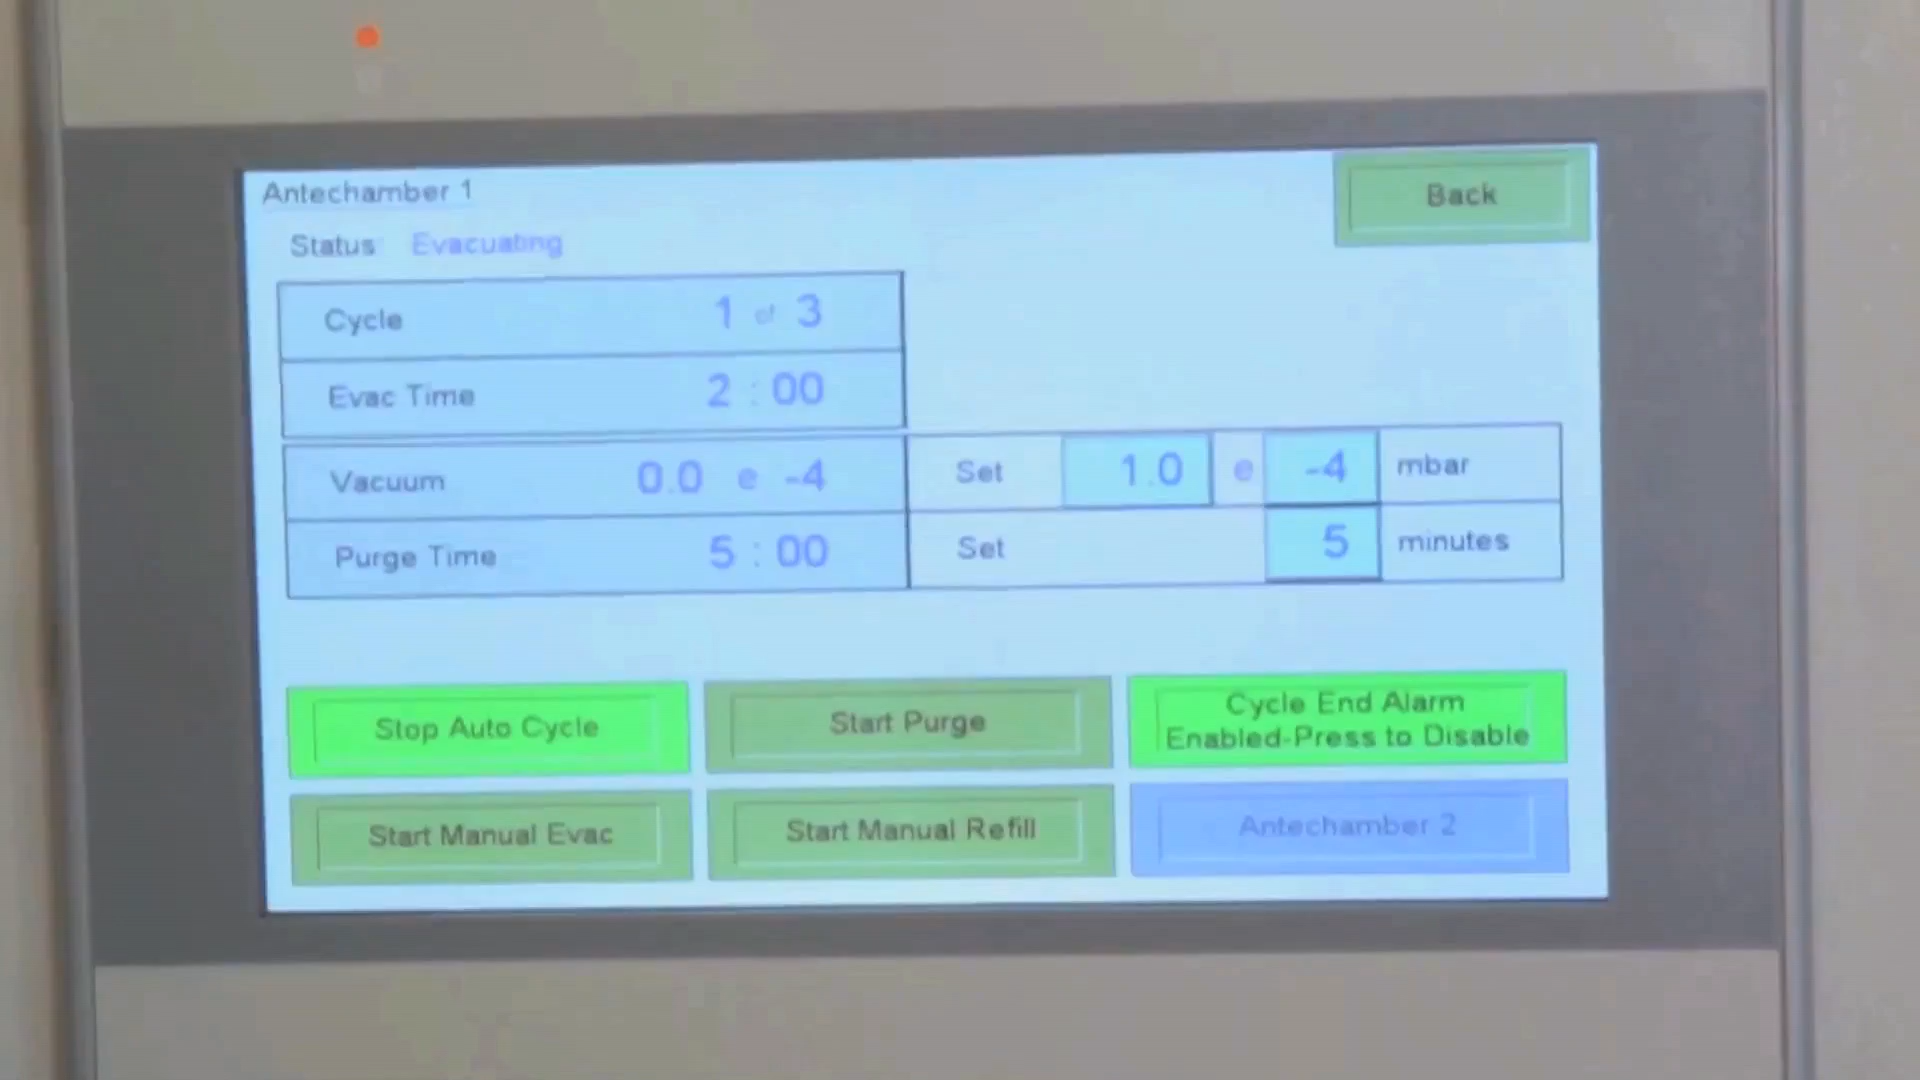 Antechamber 1
Back
Status Evacuating
Cycle 1 of 3
Evac Time 2 : 00
Vacuum 0.0 e -4 Set 1.0 e -4 mbar
Purge Time 5 : 00 Set 5 minutes
Stop Auto Cycle
Start Purge
Cycle End Alarm
Enabled-Press to Disable
Start Manual Evac
Start Manual Refill
Antechamber 2